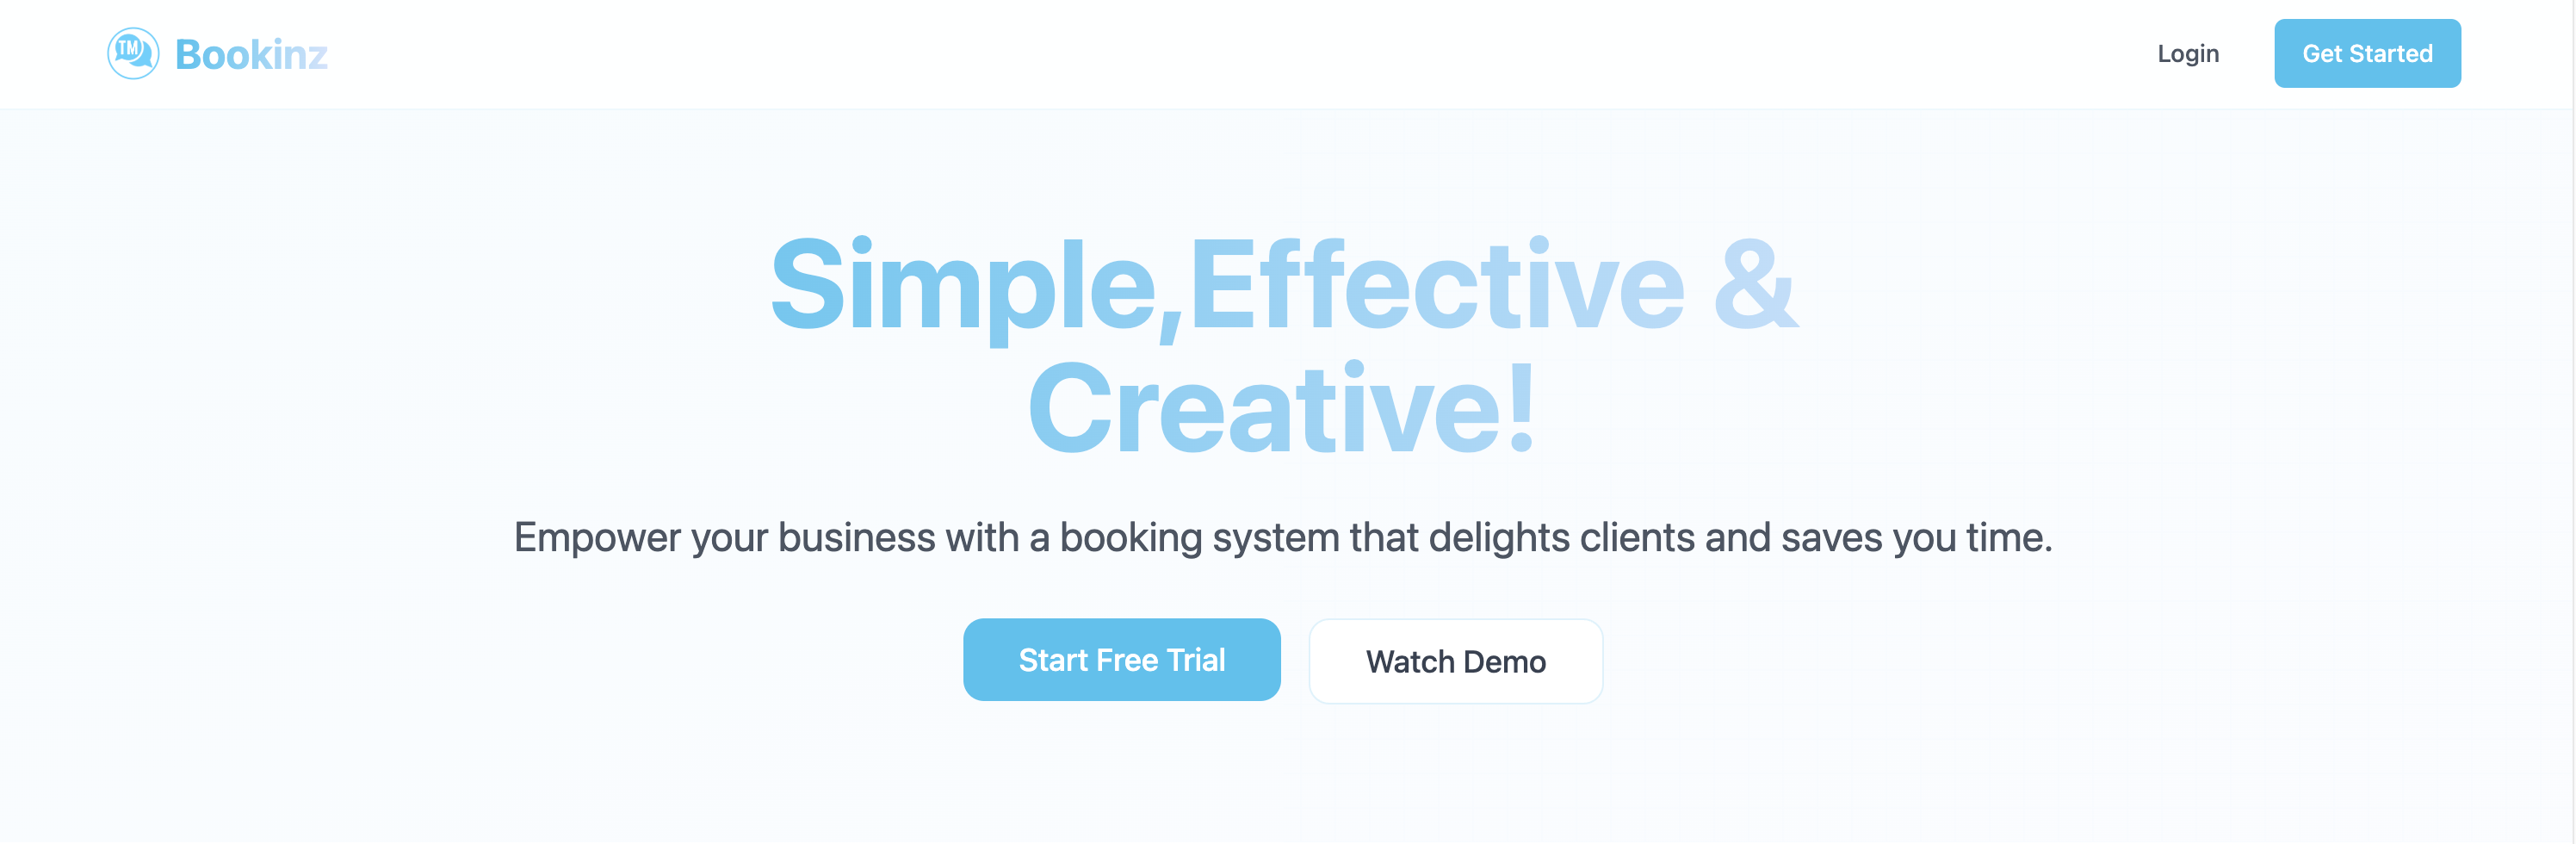 TM Bookinz
Login
Get Started
Simple,Effective &
Creative!
Empower your business with a booking system that delights clients and saves you time.
Start Free Trial
Watch Demo